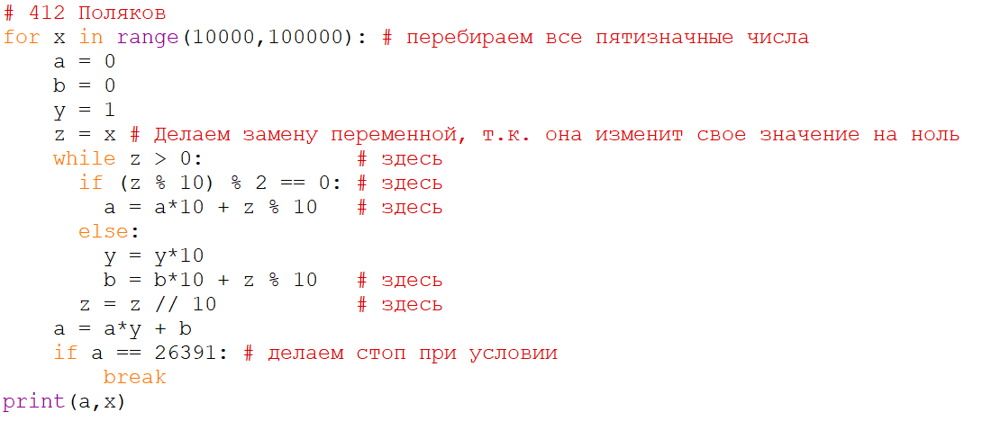 # 412 Поляков
for x in range(10000,100000): # перебираем все пятизначные числа
    a = 0
    b = 0
    y = 1
    z = x # Делаем замену переменной, т.к. она изменит свое значение на ноль
    while z > 0:            # здесь
      if (z % 10) % 2 == 0: # здесь
        a = a*10 + z % 10   # здесь
      else:
        y = y*10
        b = b*10 + z % 10   # здесь
      z = z // 10           # здесь
    a = a*y + b
    if a == 26391: # делаем стоп при условии
        break
print(a,x)